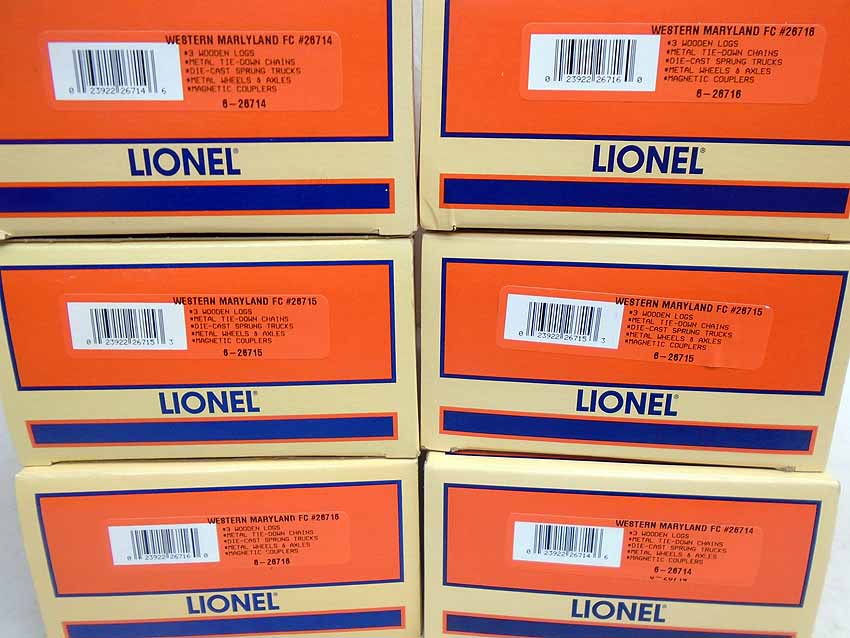 WESTERN MARLYLAND FC #26714
*3 WOODEN LOGS
*METAL TIE-DOWN CHAINS
*DIE-CAST SPRUNG TRUCKS
*METAL WHEELS & AXLES
*MAGNETIC COUPLERS
0 23922 26714 6
6-26714
LIONEL®
WESTERN MARYLAND FC #26716
*3 WOODEN LOGS
*METAL TIE-DOWN CHAINS
*DIE-CAST SPRUNG TRUCKS
*METAL WHEELS & AXLES
*MAGNETIC COUPLERS
0 23922 26716 0
6-26716
LIONEL®
WESTERN MARYLAND FC #26715
*3 WOODEN LOGS
*METAL TIE-DOWN CHAINS
*DIE-CAST SPRUNG TRUCKS
*METAL WHEELS & AXLES
*MAGNETIC COUPLERS
0 23922 26715 3
6-26715
LIONEL®
WESTERN MARYLAND FC #26715
*3 WOODEN LOGS
*METAL TIE-DOWN CHAINS
*DIE-CAST SPRUNG TRUCKS
*METAL WHEELS & AXLES
*MAGNETIC COUPLERS
0 23922 26715 3
6-26715
LIONEL®
WESTERN MARYLAND FC #26716
*3 WOODEN LOGS
*METAL TIE-DOWN CHAINS
*DIE-CAST SPRUNG TRUCKS
*METAL WHEELS & AXLES
*MAGNETIC COUPLERS
0 23922 26716 0
6-26716
LIONEL®
WESTERN MARYLAND FC #26714
*3 WOODEN LOGS
*METAL TIE-DOWN CHAINS
*DIE-CAST SPRUNG TRUCKS
*METAL WHEELS & AXLES
*MAGNETIC COUPLERS
0 23922 26714 6
6-26714
LIONEL®